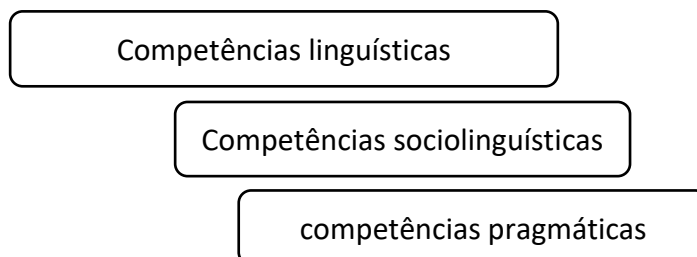 Competências linguísticas
Competências sociolinguísticas
competências pragmáticas